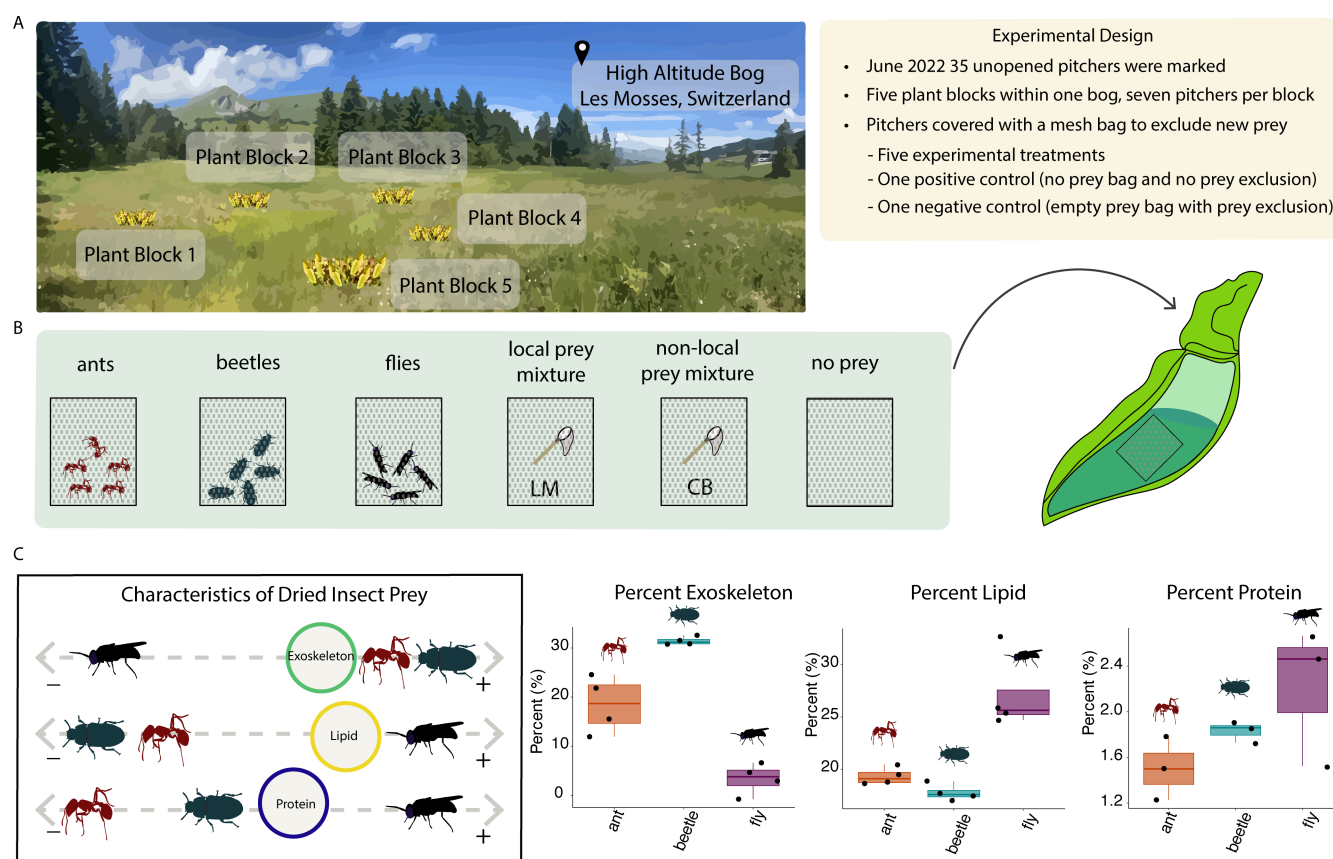 A
High Altitude Bog
Les Mosses, Switzerland
Plant Block 2
Plant Block 3
Plant Block 4
Plant Block 1
Plant Block 5
Experimental Design
• June 2022 35 unopened pitchers were marked
• Five plant blocks within one bog, seven pitchers per block
• Pitchers covered with a mesh bag to exclude new prey
- Five experimental treatments
- One positive control (no prey bag and no prey exclusion)
- One negative control (empty prey bag with prey exclusion)
B
ants
beetles
flies
local prey
mixture
non-local
prey mixture
no prey
LM
CB
C
Characteristics of Dried Insect Prey
Exoskeleton
– +
Lipid
– +
Protein
– +
Percent Exoskeleton
Percent (%)
30
20
10
0
ant
beetle
fly
Percent Lipid
Percent (%)
30
25
20
ant
beetle
fly
Percent Protein
Percent (%)
2.4
2.0
1.6
1.2
ant
beetle
fly